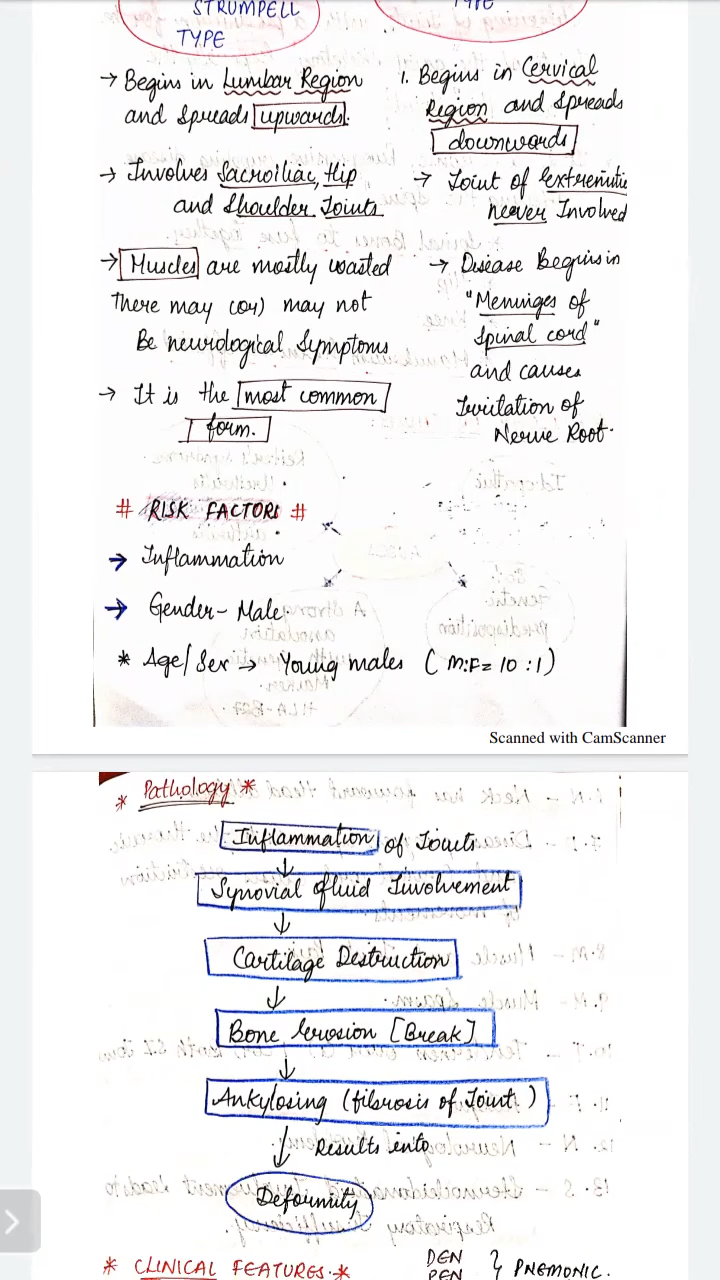 STRUMPELL
TYPE
TYPE
→ Begins in Lumbar Region
and spreads upwards.
→ Involves Sacroiliac, Hip
and Shoulder Joints
→ Muscles are mostly wasted
there may (or) may not
Be neurological symptoms
→ It is the most common
form.
1. Begins in Cervical
Region and spreads
downwards
→ Joint of extremitie
never Involved
→ Disease Begins in
"Meninges of
spinal cord"
and causes
Irritation of
Nerve Root.
# RISK FACTORS #
→ Inflammation
→ Gender - Male.
* Age/Sex → Young males (M:F= 10:1)
Scanned with CamScanner
* Pathology *
Inflammation of Joints
↓
Synovial fluid Involvement
↓
Cartilage Destruction
↓
Bone Erosion [Break]
↓
Ankylosing (fibrosis of Joint)
↓ Results into
Deformity
* CLINICAL FEATURES. *
DEN
PEN } PNEMONIC.